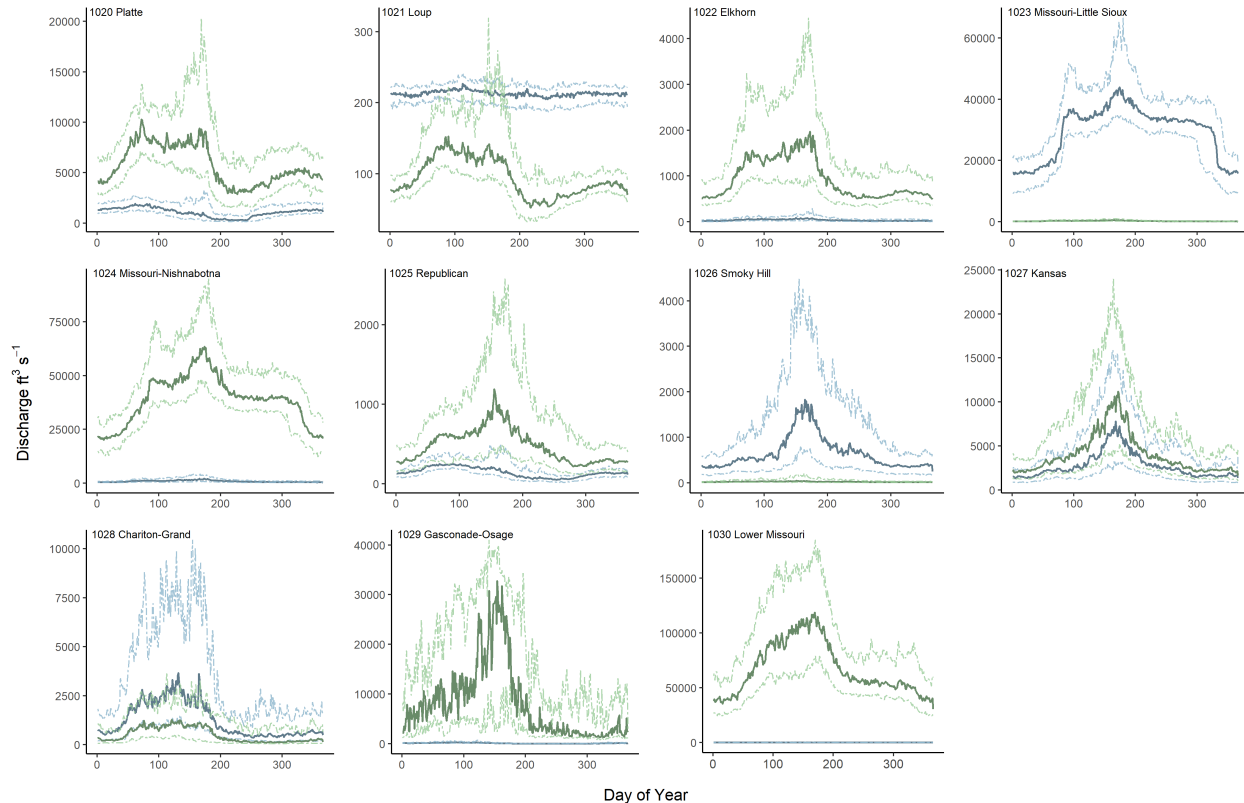 1020 Platte
20000
15000
10000
5000
0
0 100 200 300
1021 Loup
300
200
100
0
0 100 200 300
1022 Elkhorn
4000
3000
2000
1000
0
0 100 200 300
1023 Missouri-Little Sioux
60000
40000
20000
0
0 100 200 300
1024 Missouri-Nishnabotna
75000
50000
25000
0
0 100 200 300
1025 Republican
2000
1000
0
0 100 200 300
1026 Smoky Hill
4000
3000
2000
1000
0
0 100 200 300
1027 Kansas
25000
20000
15000
10000
5000
0
0 100 200 300
1028 Chariton-Grand
10000
7500
5000
2500
0
0 100 200 300
1029 Gasconade-Osage
40000
30000
20000
10000
0
0 100 200 300
1030 Lower Missouri
150000
100000
50000
0
0 100 200 300
Discharge ft³ s⁻¹
Day of Year